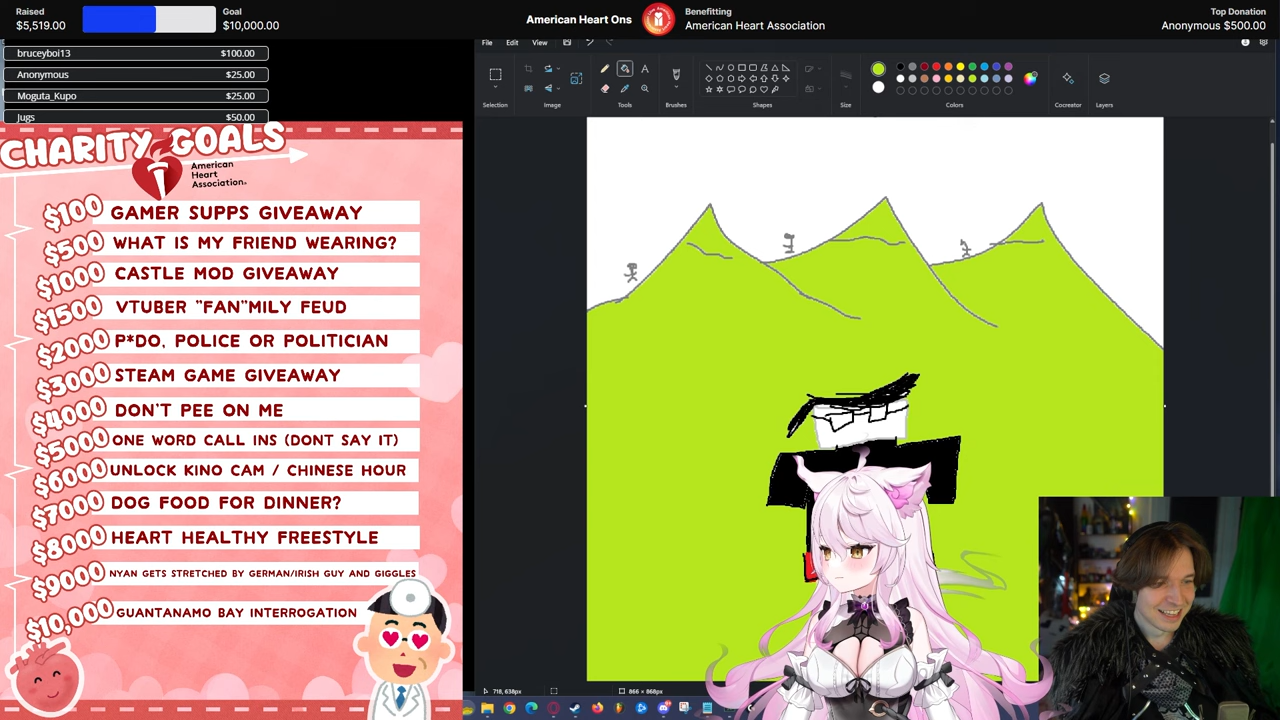 Raised
$5,519.00
Goal
$10,000.00
American Heart Ons
Benefitting
American Heart Association
Top Donation
Anonymous $500.00
bruceyboi13 $100.00
Anonymous $25.00
Moguta_Kupo $25.00
Jugs $50.00
CHARITY GOALS
American
Heart
Association.
$100 GAMER SUPPS GIVEAWAY
$500 WHAT IS MY FRIEND WEARING?
$1000 CASTLE MOD GIVEAWAY
$1500 VTUBER "FAN"MILY FEUD
$2000 P*DO, POLICE OR POLITICIAN
$3000 STEAM GAME GIVEAWAY
$4000 DON'T PEE ON ME
$5000 ONE WORD CALL INS (DONT SAY IT)
$6000 UNLOCK KINO CAM / CHINESE HOUR
$7000 DOG FOOD FOR DINNER?
$8000 HEART HEALTHY FREESTYLE
$9000 NYAN GETS STRETCHED BY GERMAN/IRISH GUY AND GIGGLES
$10,000 GUANTANAMO BAY INTERROGATION
File Edit View
A
Selection Image Tools Brushes Shapes Size Colors Cocreator Layers
718, 638px
866 × 868px